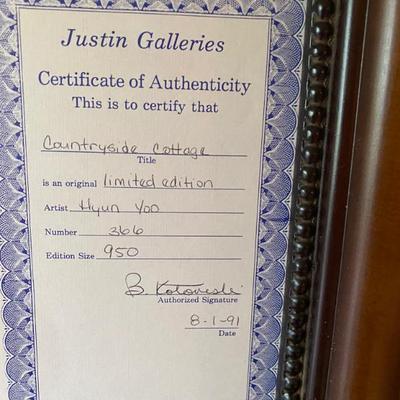 Justin Galleries
Certificate of Authenticity
This is to certify that
Countryside Cottage
Title
is an original limited edition
Artist Hyun Yoo
Number 366
Edition Size 950
B.
Authorized Signature
8-1-91
Date